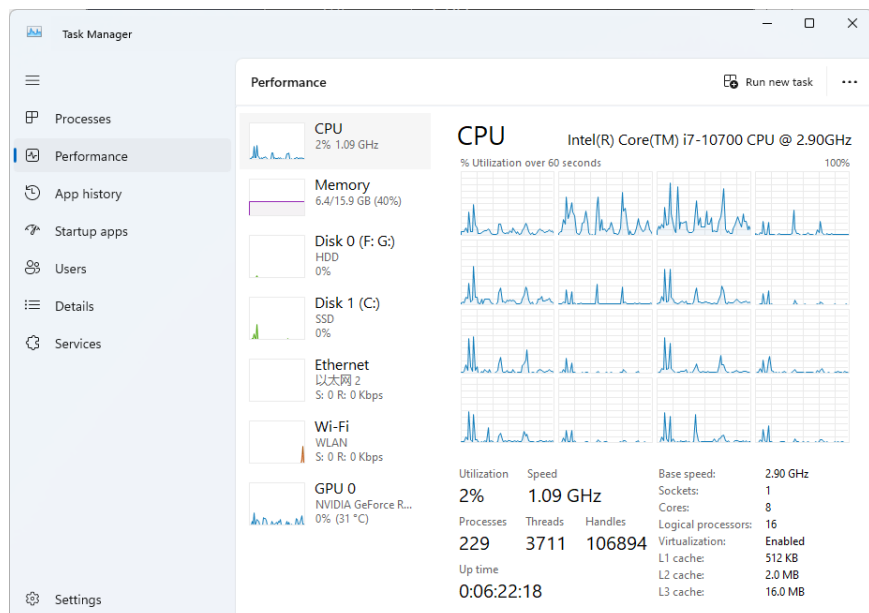 Task Manager
Performance
Run new task
Processes
Performance
App history
Startup apps
Users
Details
Services
Settings
CPU
2% 1.09 GHz
Memory
6.4/15.9 GB (40%)
Disk 0 (F: G:)
HDD
0%
Disk 1 (C:)
SSD
0%
Ethernet
以太网 2
S: 0 R: 0 Kbps
Wi-Fi
WLAN
S: 0 R: 0 Kbps
GPU 0
NVIDIA GeForce R...
0% (31 °C)
CPU
Intel(R) Core(TM) i7-10700 CPU @ 2.90GHz
% Utilization over 60 seconds
100%
Utilization
Speed
2%
1.09 GHz
Processes
Threads
Handles
229
3711
106894
Up time
0:06:22:18
Base speed: 2.90 GHz
Sockets: 1
Cores: 8
Logical processors: 16
Virtualization: Enabled
L1 cache: 512 KB
L2 cache: 2.0 MB
L3 cache: 16.0 MB